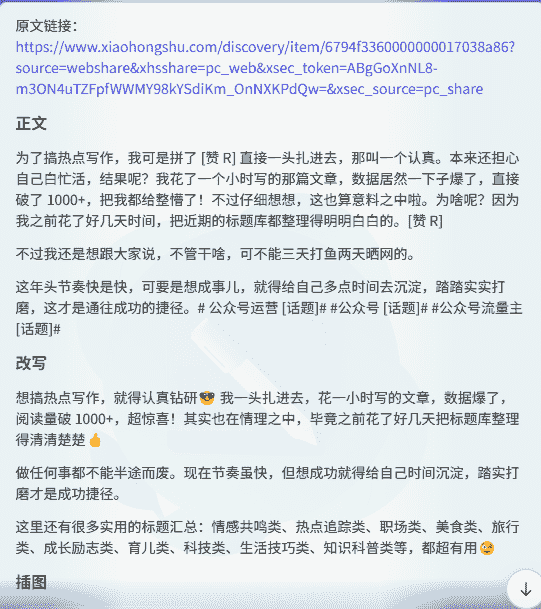 原文链接：
https://www.xiaohongshu.com/discovery/item/6794f3360000000017038a86?
source=webshare&xhsshare=pc_web&xsec_token=ABgGoXnNL8-
m3ON4uTZFpfWWMY98kYSdiKm_OnNXKPdQw=&xsec_source=pc_share
正文
为了搞热点写作，我可是拼了 [赞 R] 直接一头扎进去，那叫一个认真。本来还担心
自己白忙活，结果呢？我花了一个小时写的那篇文章，数据居然一下子爆了，直接
破了 1000+，把我都给整懵了！不过仔细想想，这也算意料之中啦。为啥呢？因为
我之前花了好几天时间，把近期的标题库都整理得明明白白的。[赞 R]
不过我还是想跟大家说，不管干啥，可不能三天打鱼两天晒网的。
这年头节奏快是快，可要是想成事儿，就得给自己多点时间去沉淀，踏踏实实打
磨，这才是通往成功的捷径。# 公众号运营 [话题]# #公众号 [话题]# #公众号流量主
[话题]#
改写
想搞热点写作，就得认真钻研😎 我一头扎进去，花一小时写的文章，数据爆了，
阅读量破 1000+，超惊喜！其实也在情理之中，毕竟之前花了好几天把标题库整理
得清清楚楚👍
做任何事都不能半途而废。现在节奏虽快，但想成功就得给自己时间沉淀，踏实打
磨才是成功捷径。
这里还有很多实用的标题汇总：情感共鸣类、热点追踪类、职场类、美食类、旅行
类、成长励志类、育儿类、科技类、生活技巧类、知识科普类等，都超有用😉
插图